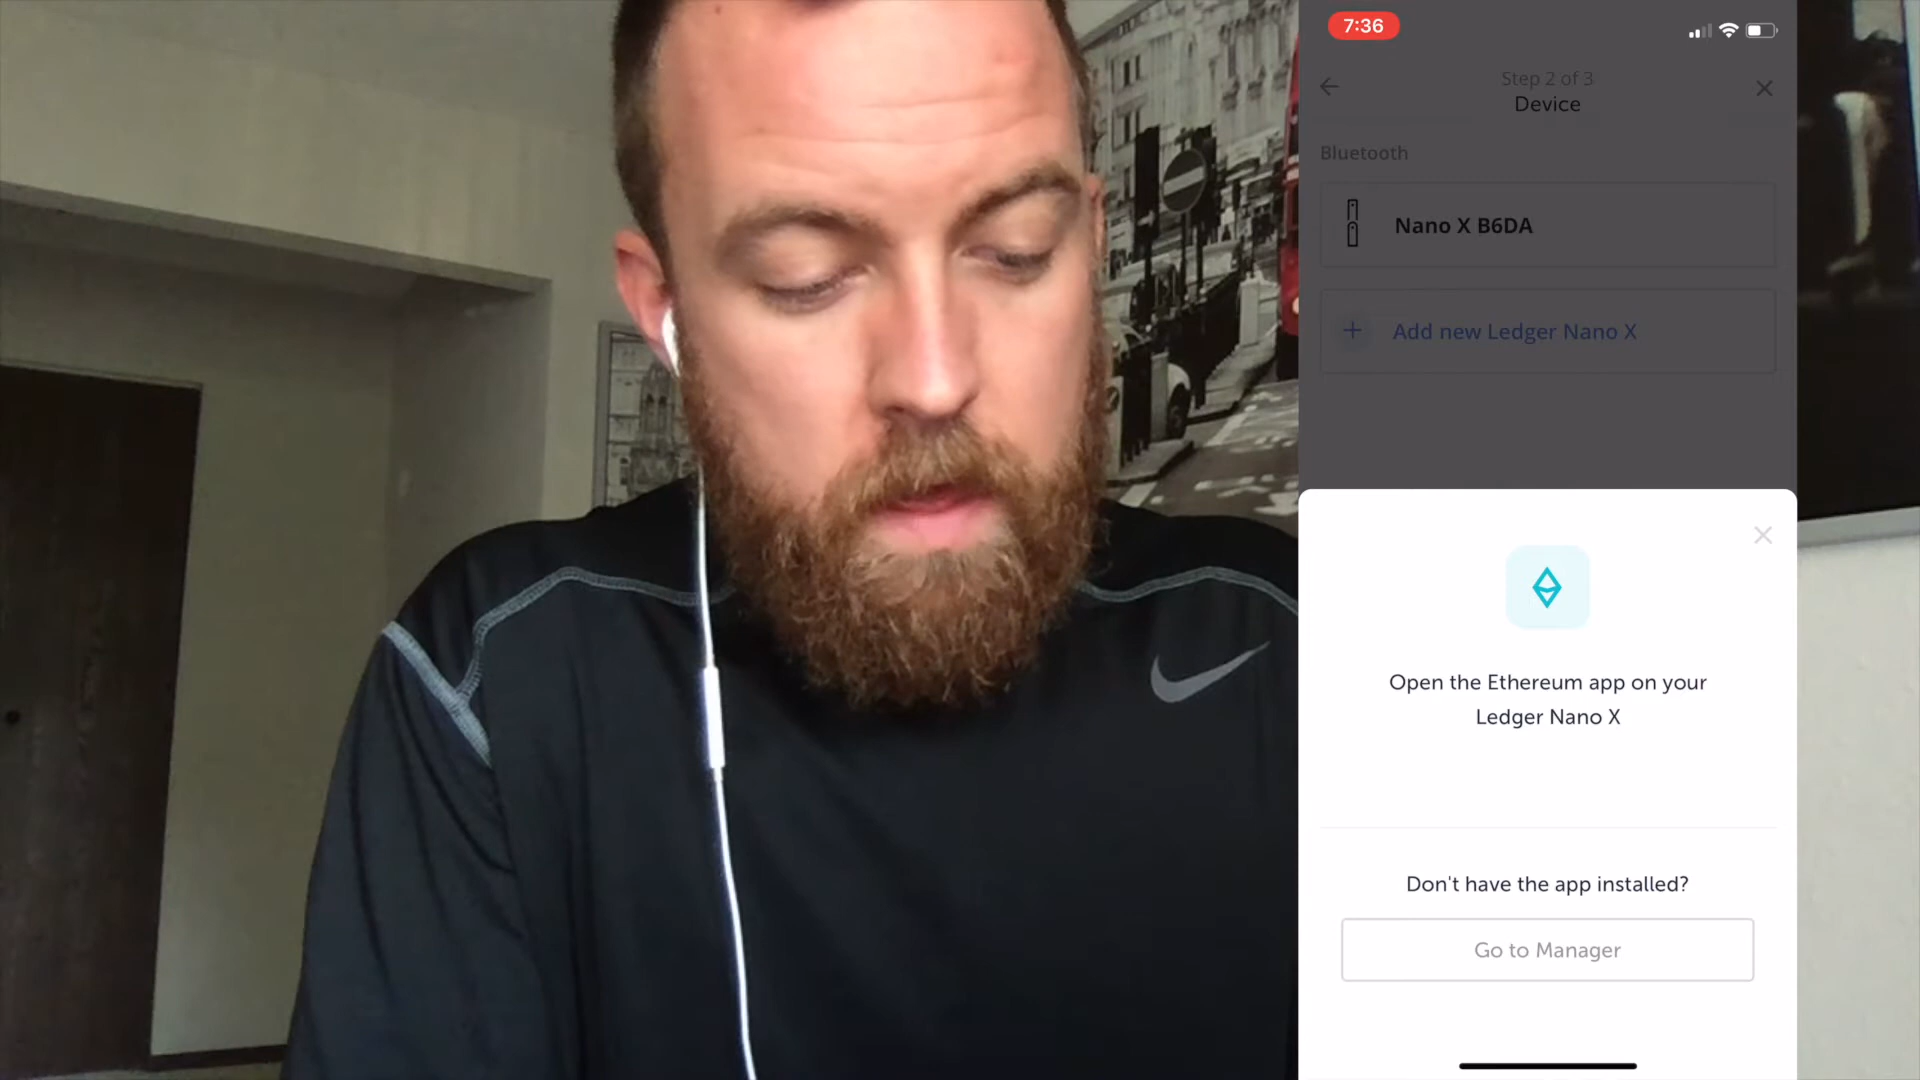 7:36
Step 2 of 3
Device
Bluetooth
Nano X B6DA
Add new Ledger Nano X
Open the Ethereum app on your
Ledger Nano X
Don't have the app installed?
Go to Manager